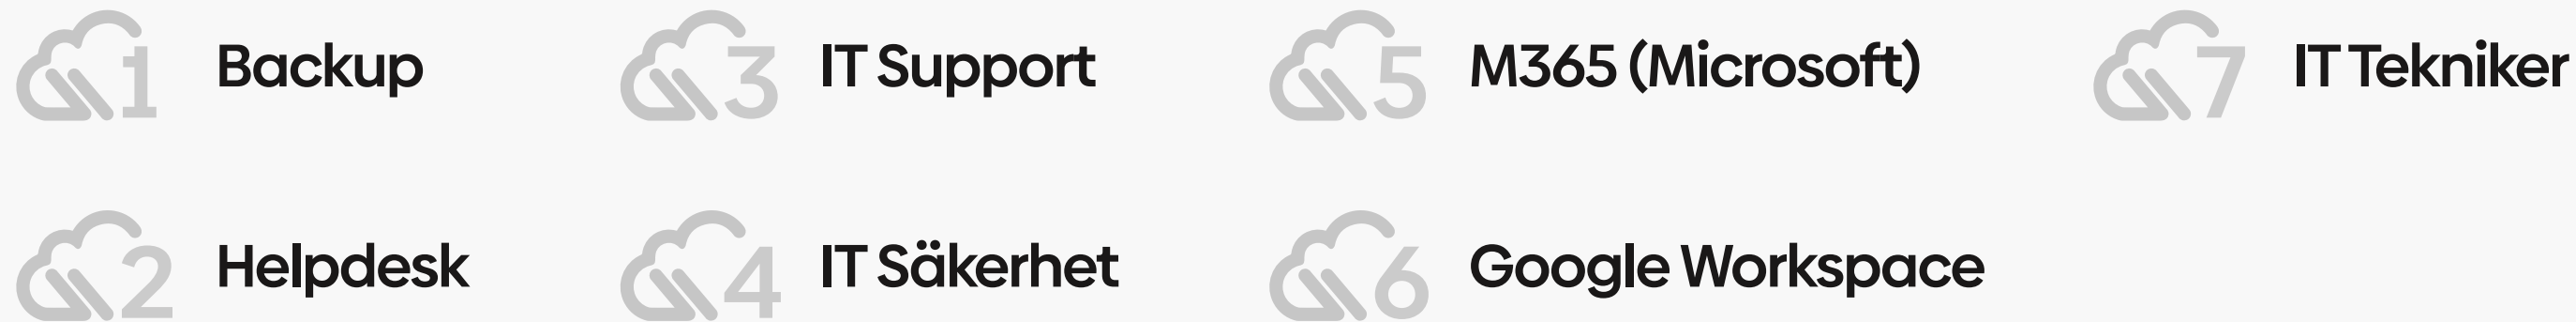 1 Backup
2 Helpdesk
3 IT Support
4 IT Säkerhet
5 M365 (Microsoft)
6 Google Workspace
7 IT Tekniker